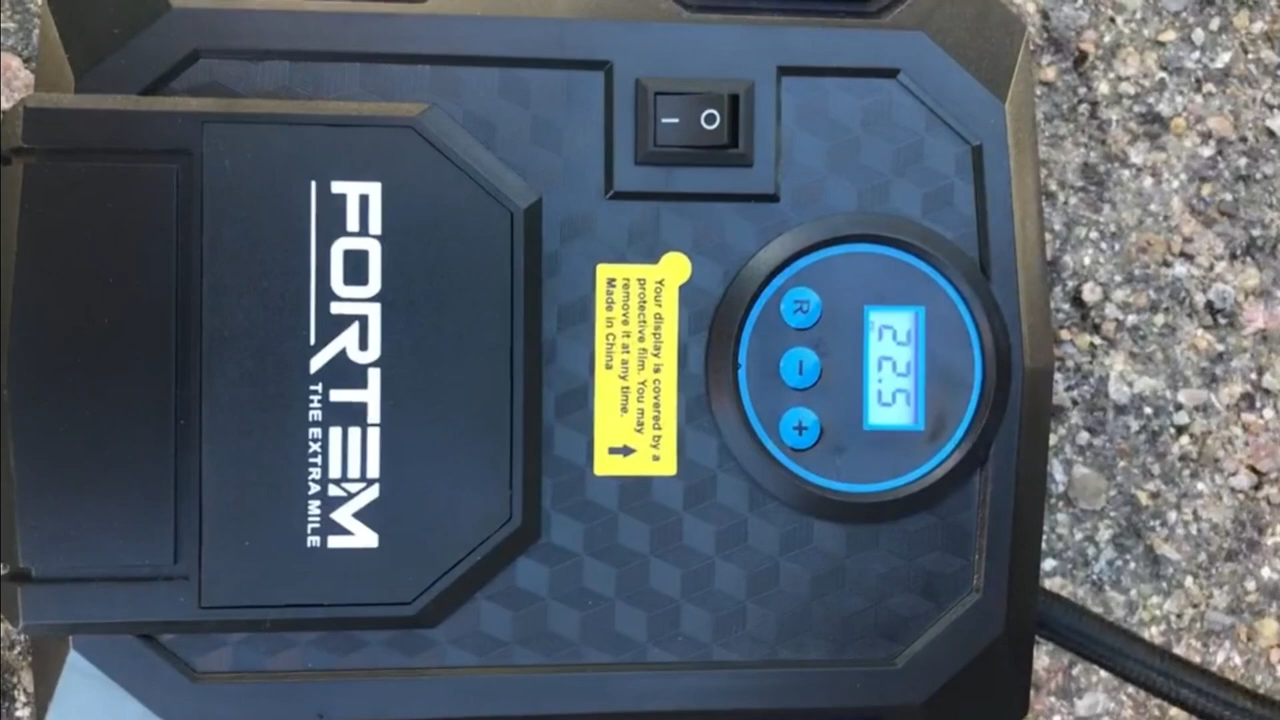 FORTEM
THE EXTRA MILE
Your display is covered by a
protective film. You may
remove it at any time.
Made in China
22.5
R - +
I O